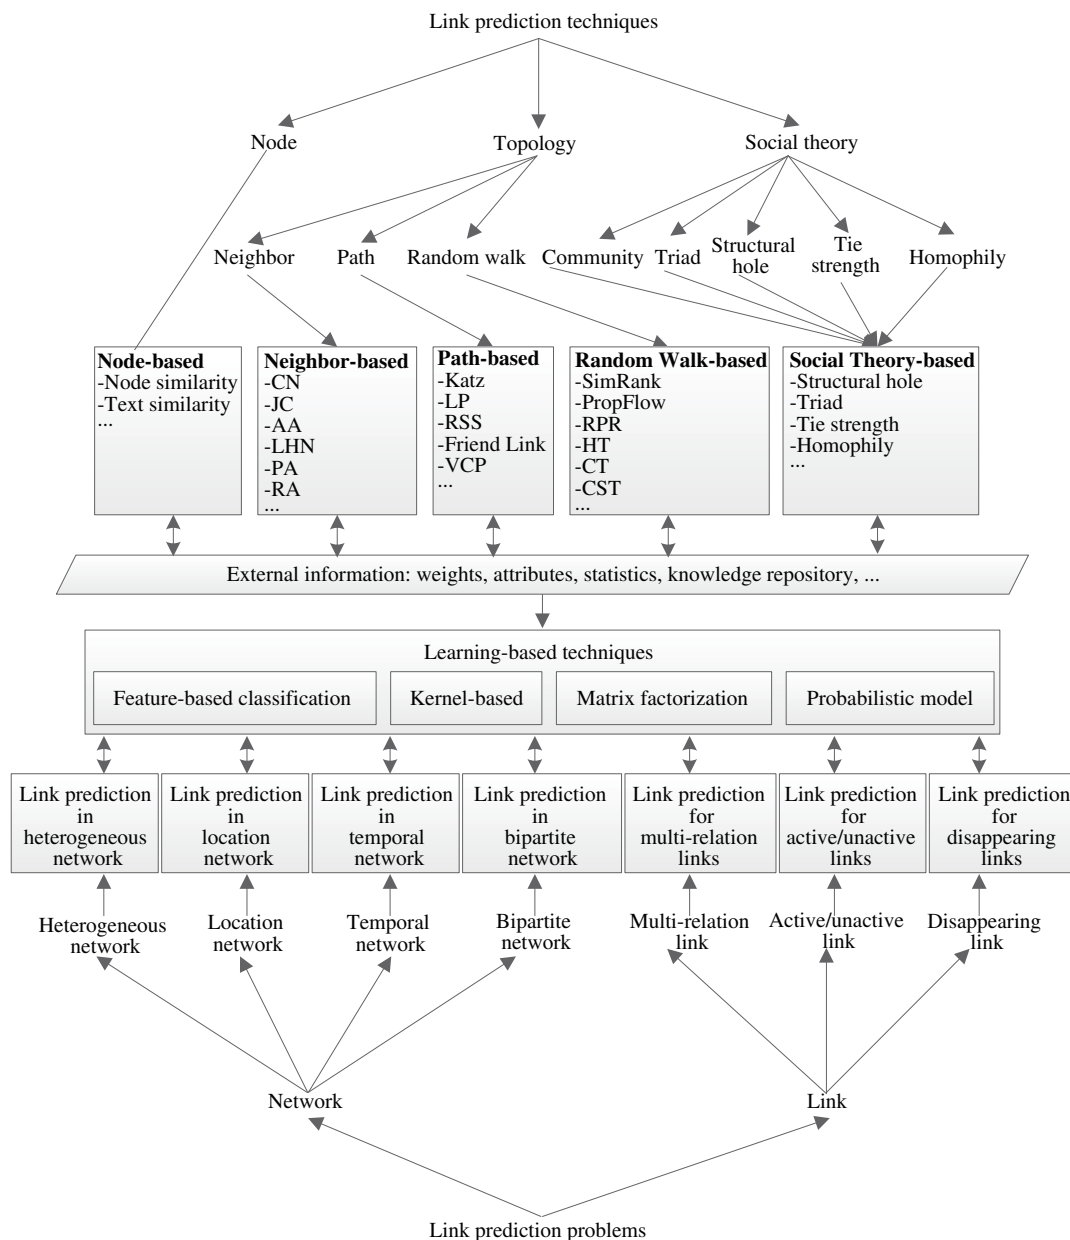 Link prediction techniques
Node
Topology
Social theory
Neighbor
Path
Random walk
Community
Triad
Structural
hole
Tie
strength
Homophily
Node-based
-Node similarity
-Text similarity
...
Neighbor-based
-CN
-JC
-AA
-LHN
-PA
-RA
...
Path-based
-Katz
-LP
-RSS
-Friend Link
-VCP
...
Random Walk-based
-SimRank
-PropFlow
-RPR
-HT
-CT
-CST
...
Social Theory-based
-Structural hole
-Triad
-Tie strength
-Homophily
...
External information: weights, attributes, statistics, knowledge repository, ...
Learning-based techniques
Feature-based classification
Kernel-based
Matrix factorization
Probabilistic model
Link prediction
in
heterogeneous
network
Link prediction
in
location
network
Link prediction
in
temporal
network
Link prediction
in
bipartite
network
Link prediction
for
multi-relation
links
Link prediction
for
active/unactive
links
Link prediction
for
disappearing
links
Heterogeneous
network
Location
network
Temporal
network
Bipartite
network
Multi-relation
link
Active/unactive
link
Disappearing
link
Network
Link
Link prediction problems